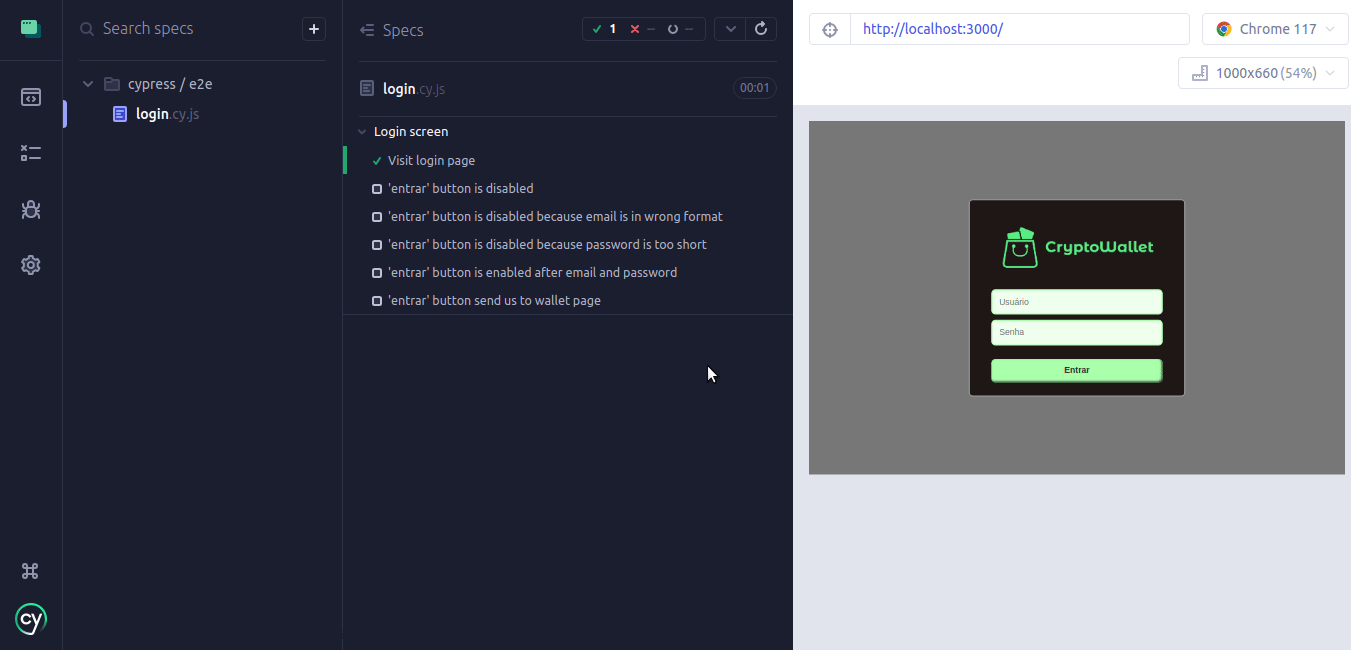 Search specs
+
cypress / e2e
login.cy.js
Specs
1 -- --
login.cy.js
00:01
Login screen
Visit login page
'entrar' button is disabled
'entrar' button is disabled because email is in wrong format
'entrar' button is disabled because password is too short
'entrar' button is enabled after email and password
'entrar' button send us to wallet page
cy
http://localhost:3000/
Chrome 117
1000x660 (54%)
CryptoWallet
Usuário
Senha
Entrar